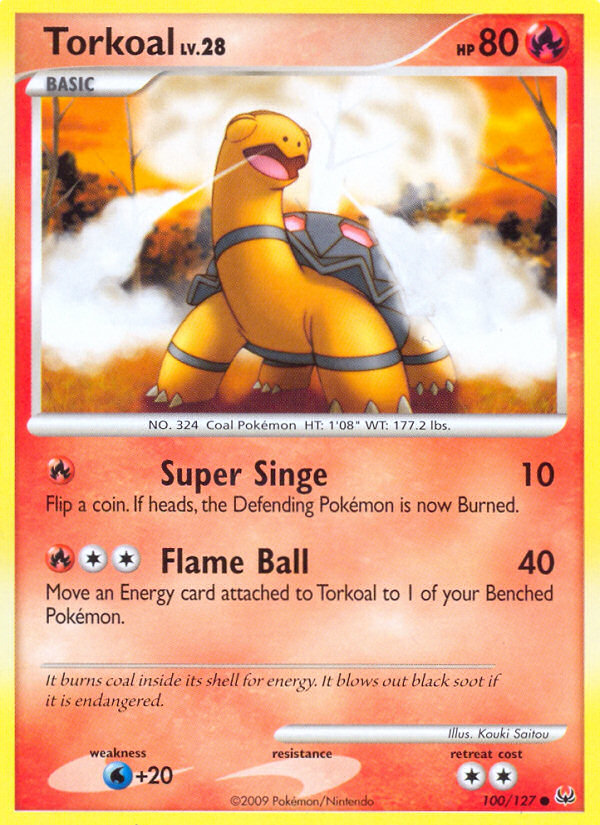 Torkoal LV.28
HP 80
BASIC
NO. 324 Coal Pokémon HT: 1'08" WT: 177.2 lbs.
Super Singe 10
Flip a coin. If heads, the Defending Pokémon is now Burned.
Flame Ball 40
Move an Energy card attached to Torkoal to 1 of your Benched
Pokémon.
It burns coal inside its shell for energy. It blows out black soot if
it is endangered.
Illus. Kouki Saitou
weakness resistance retreat cost
+20
©2009 Pokémon/Nintendo 100/127